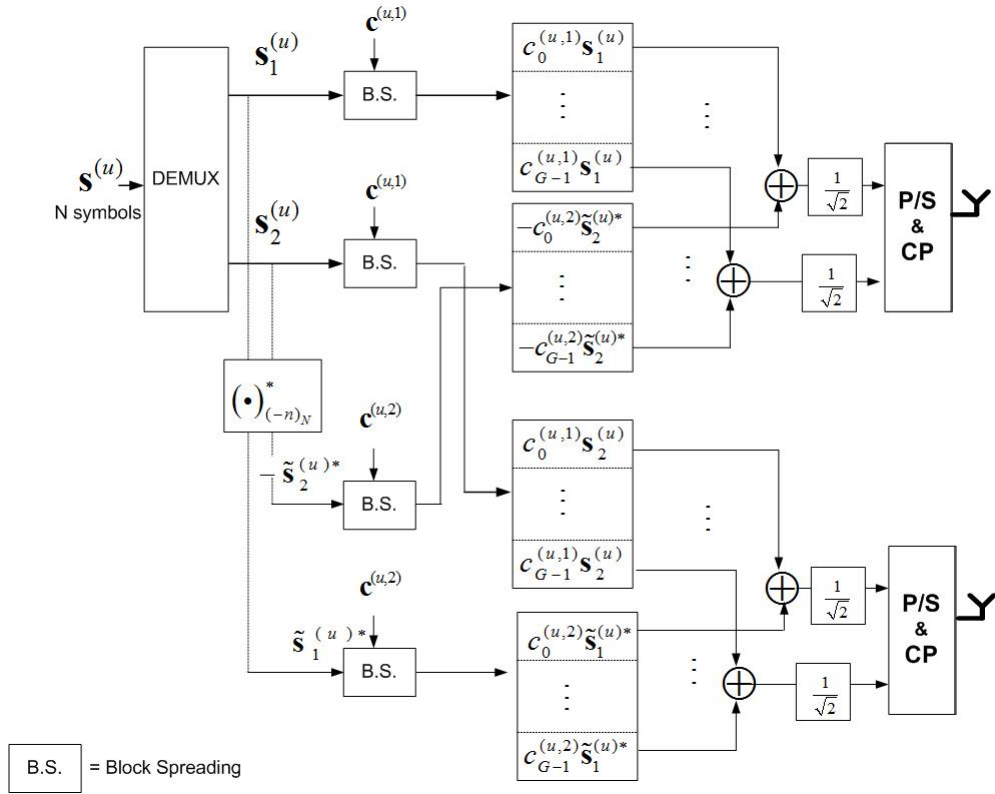 c^{(u,1)}
s_1^{(u)}
B.S.
c_0^{(u,1)} s_1^{(u)}
⋮
c_{G-1}^{(u,1)} s_1^{(u)}
⋮
s^{(u)}
N symbols
DEMUX
s_2^{(u)}
c^{(u,1)}
B.S.
-c_0^{(u,2)} s̃_2^{(u)*}
⋮
-c_{G-1}^{(u,2)} s̃_2^{(u)*}
⋮
1/√2
1/√2
P/S
&
CP
(•)^*_{(-n)_N}
c^{(u,2)}
- s̃_2^{(u)*}
B.S.
c_0^{(u,1)} s_2^{(u)}
⋮
c_{G-1}^{(u,1)} s_2^{(u)}
⋮
c^{(u,2)}
s̃_1^{(u)*}
B.S.
c_0^{(u,2)} s̃_1^{(u)*}
⋮
c_{G-1}^{(u,2)} s̃_1^{(u)*}
⋮
1/√2
1/√2
P/S
&
CP
B.S. = Block Spreading